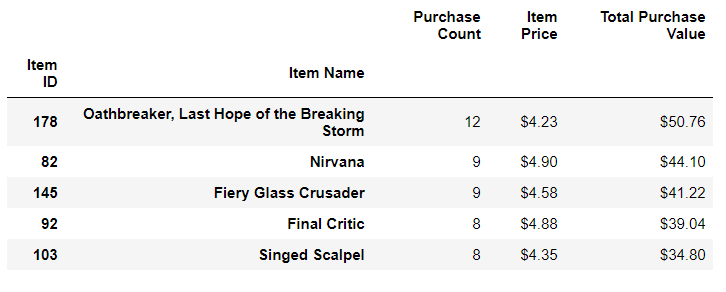 Purchase Count Item Price Total Purchase Value
Item ID Item Name
178 Oathbreaker, Last Hope of the Breaking Storm 12 $4.23 $50.76
82 Nirvana 9 $4.90 $44.10
145 Fiery Glass Crusader 9 $4.58 $41.22
92 Final Critic 8 $4.88 $39.04
103 Singed Scalpel 8 $4.35 $34.80